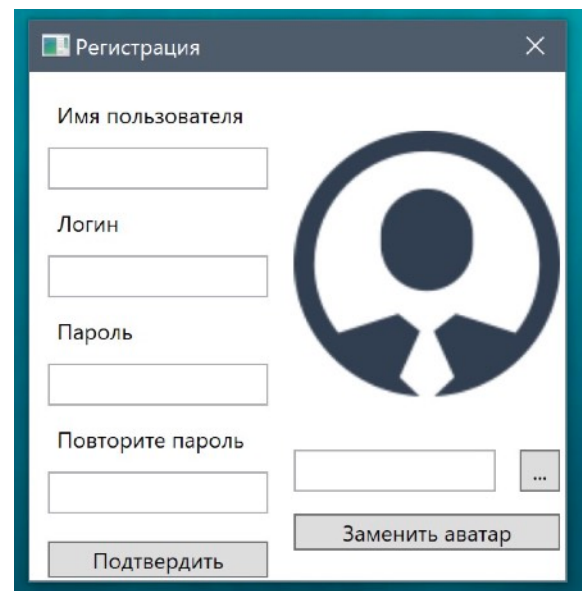 Регистрация
Имя пользователя
Логин
Пароль
Повторите пароль
...
Заменить аватар
Подтвердить